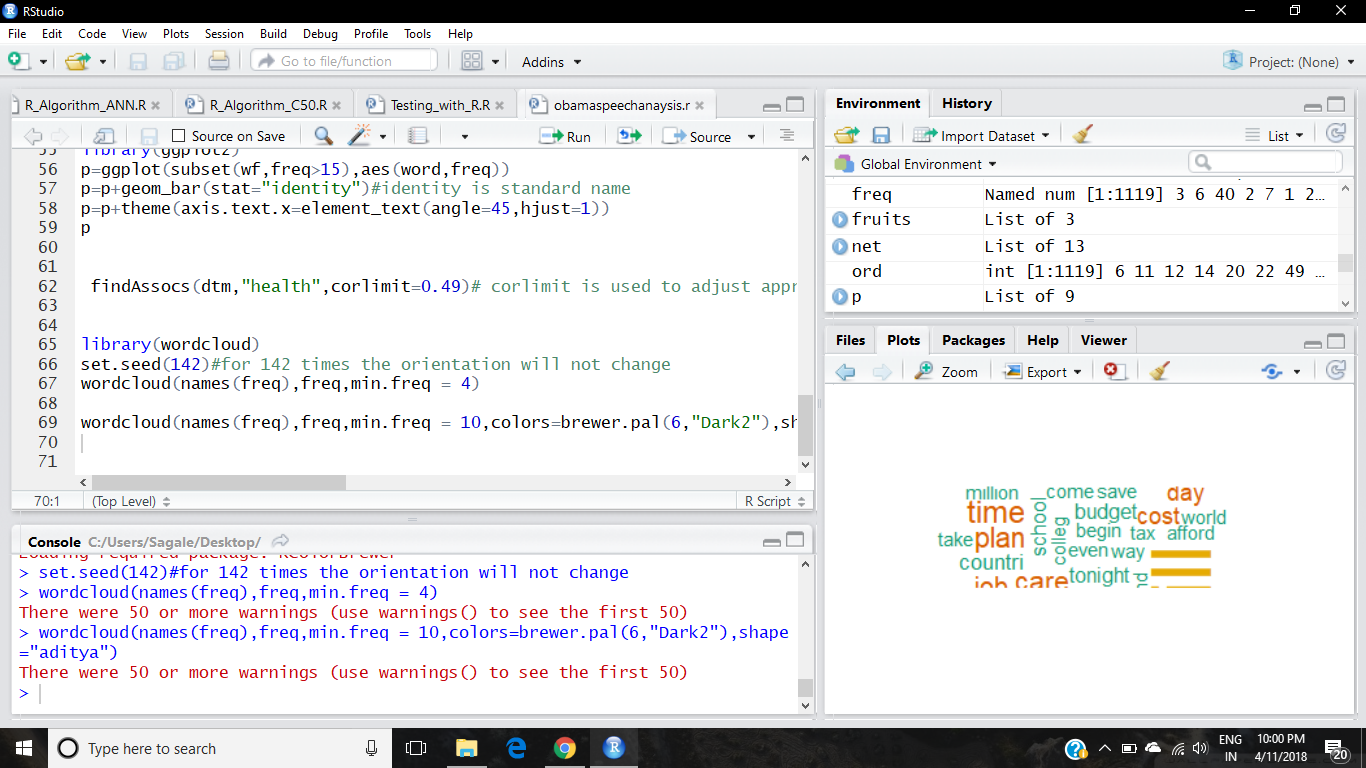 RStudio
File Edit Code View Plots Session Build Debug Profile Tools Help
Go to file/function Addins Project: (None)
R_Algorithm_ANN.R R_Algorithm_C50.R Testing_with_R.R obamaspeechanaysis.r
Source on Save Run Source
55 library(ggplot2)
56 p=ggplot(subset(wf,freq>15),aes(word,freq))
57 p=p+geom_bar(stat="identity")#identity is standard name
58 p=p+theme(axis.text.x=element_text(angle=45,hjust=1))
59 p
60
61
62 findAssocs(dtm,"health",corlimit=0.49)# corlimit is used to adjust appr
63
64
65 library(wordcloud)
66 set.seed(142)#for 142 times the orientation will not change
67 wordcloud(names(freq),freq,min.freq = 4)
68
69 wordcloud(names(freq),freq,min.freq = 10,colors=brewer.pal(6,"Dark2"),sh
70
71
70:1 (Top Level) R Script
Console C:/Users/Sagale/Desktop/
Loading required package: RColorBrewer
> set.seed(142)#for 142 times the orientation will not change
> wordcloud(names(freq),freq,min.freq = 4)
There were 50 or more warnings (use warnings() to see the first 50)
> wordcloud(names(freq),freq,min.freq = 10,colors=brewer.pal(6,"Dark2"),shape
="aditya")
There were 50 or more warnings (use warnings() to see the first 50)
>
Environment History
Import Dataset List
Global Environment
freq Named num [1:1119] 3 6 40 2 7 1 2...
fruits List of 3
net List of 13
ord int [1:1119] 6 11 12 14 20 22 49 ...
p List of 9
Files Plots Packages Help Viewer
Zoom Export
million come save day
time school budget cost world
take plan colleg begin tax afford
countri even way
job care tonight
Type here to search
ENG 10:00 PM
IN 4/11/2018
20